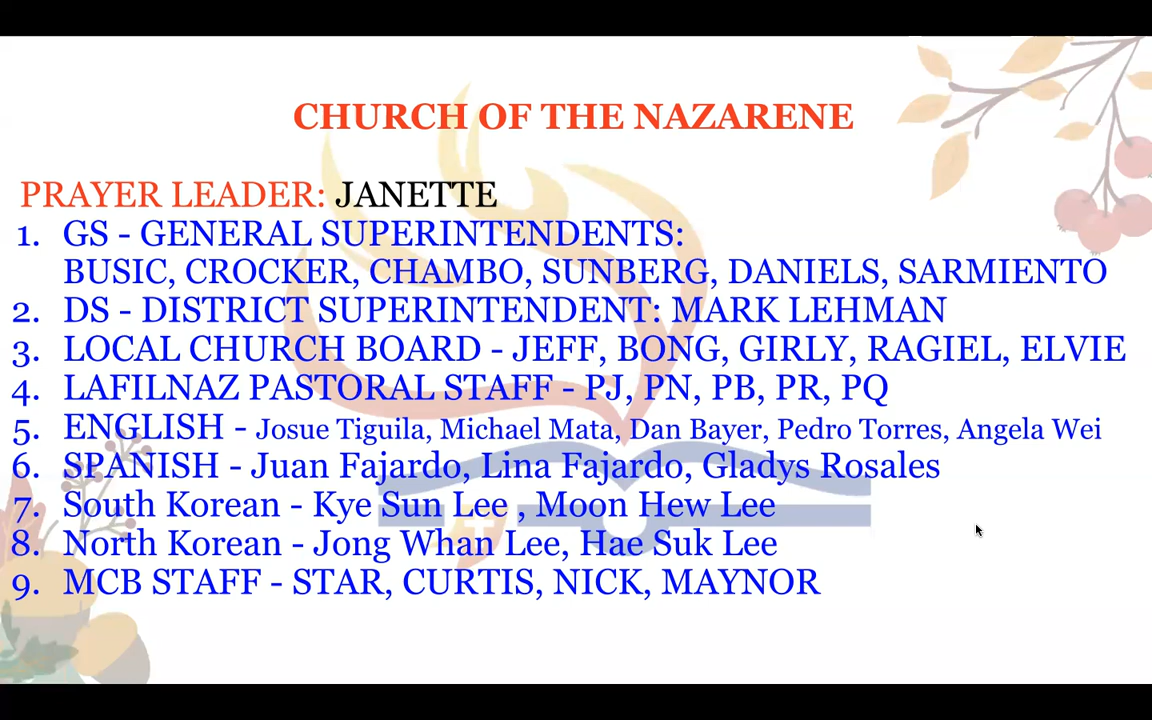 CHURCH OF THE NAZARENE
PRAYER LEADER: JANETTE
1. GS - GENERAL SUPERINTENDENTS:
BUSIC, CROCKER, CHAMBO, SUNBERG, DANIELS, SARMIENTO
2. DS - DISTRICT SUPERINTENDENT: MARK LEHMAN
3. LOCAL CHURCH BOARD - JEFF, BONG, GIRLY, RAGIEL, ELVIE
4. LAFILNAZ PASTORAL STAFF - PJ, PN, PB, PR, PQ
5. ENGLISH - Josue Tiguila, Michael Mata, Dan Bayer, Pedro Torres, Angela Wei
6. SPANISH - Juan Fajardo, Lina Fajardo, Gladys Rosales
7. South Korean - Kye Sun Lee , Moon Hew Lee
8. North Korean - Jong Whan Lee, Hae Suk Lee
9. MCB STAFF - STAR, CURTIS, NICK, MAYNOR